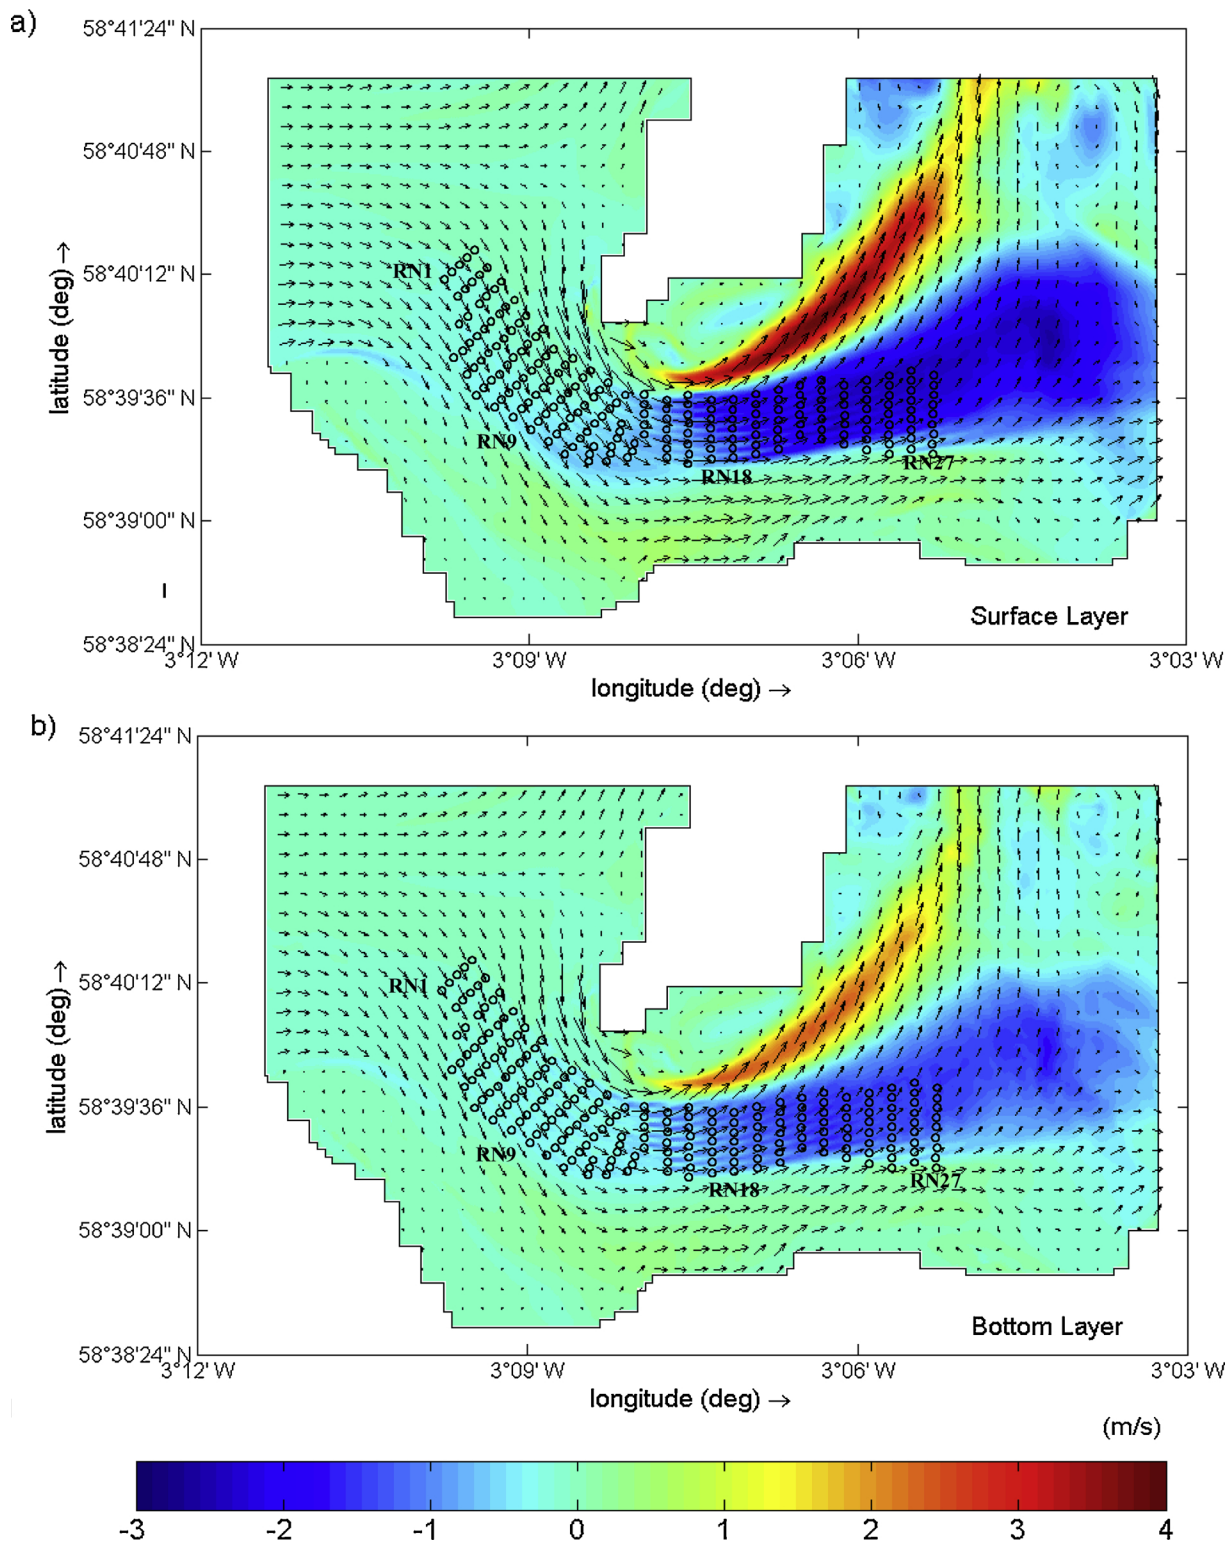 a)
58°41'24" N
58°40'48" N
58°40'12" N
58°39'36" N
58°39'00" N
58°38'24" N
latitude (deg) →
RN1
RN9
RN18
RN27
Surface Layer
3°12' W
3°09' W
3°06' W
3°03' W
longitude (deg) →
b)
58°41'24" N
58°40'48" N
58°40'12" N
58°39'36" N
58°39'00" N
58°38'24" N
latitude (deg) →
RN1
RN9
RN18
RN27
Bottom Layer
3°12' W
3°09' W
3°06' W
3°03' W
longitude (deg) →
(m/s)
-3 -2 -1 0 1 2 3 4